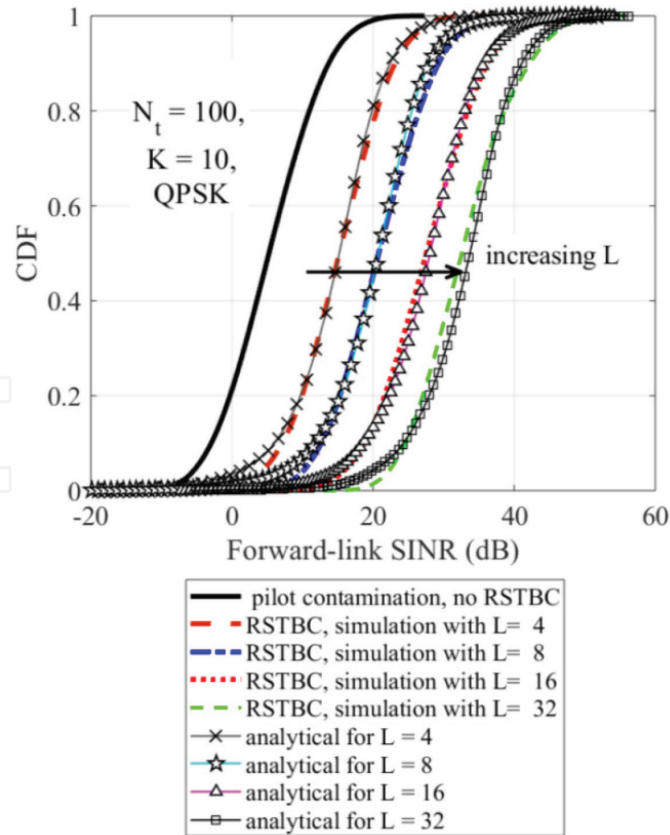 1
0.8
0.6
0.4
0.2
0
CDF
N_t = 100,
K = 10,
QPSK
increasing L
-20 0 20 40 60
Forward-link SINR (dB)
pilot contamination, no RSTBC
RSTBC, simulation with L= 4
RSTBC, simulation with L= 8
RSTBC, simulation with L= 16
RSTBC, simulation with L= 32
analytical for L = 4
analytical for L = 8
analytical for L = 16
analytical for L = 32